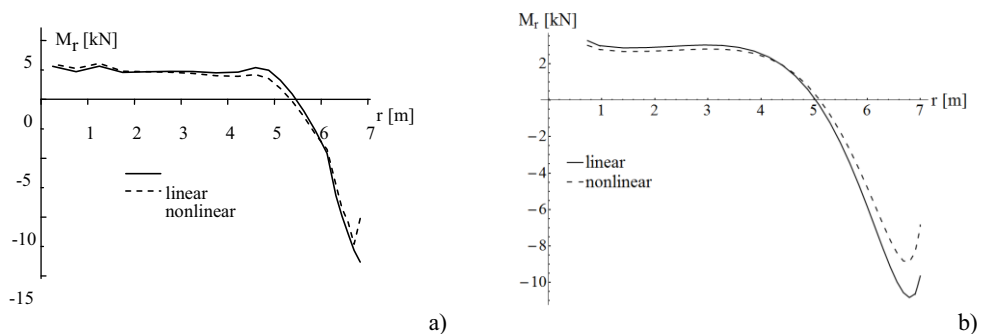 M_r [kN]
5
r [m]
0
1 2 3 4 5 6 7
-5
linear
nonlinear
-10
-15
a)
M_r [kN]
2
r [m]
1 2 3 4 5 6 7
−2
−4
linear
nonlinear
−6
−8
−10
b)